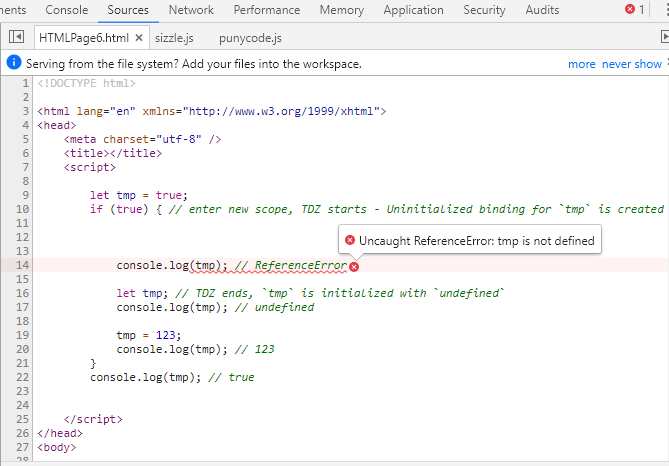 ments Console Sources Network Performance Memory Application Security Audits 1
HTMLPage6.html × sizzle.js punycode.js
Serving from the file system? Add your files into the workspace. more never show
1 <!DOCTYPE html>
2
3 <html lang="en" xmlns="http://www.w3.org/1999/xhtml">
4 <head>
5 <meta charset="utf-8" />
6 <title></title>
7 <script>
8
9 let tmp = true;
10 if (true) { // enter new scope, TDZ starts - Uninitialized binding for `tmp` is created
11
12
13
Uncaught ReferenceError: tmp is not defined
14 console.log(tmp); // ReferenceError
15
16 let tmp; // TDZ ends, `tmp` is initialized with `undefined`
17 console.log(tmp); // undefined
18
19 tmp = 123;
20 console.log(tmp); // 123
21 }
22 console.log(tmp); // true
23
24
25 </script>
26 </head>
27 <body>
28